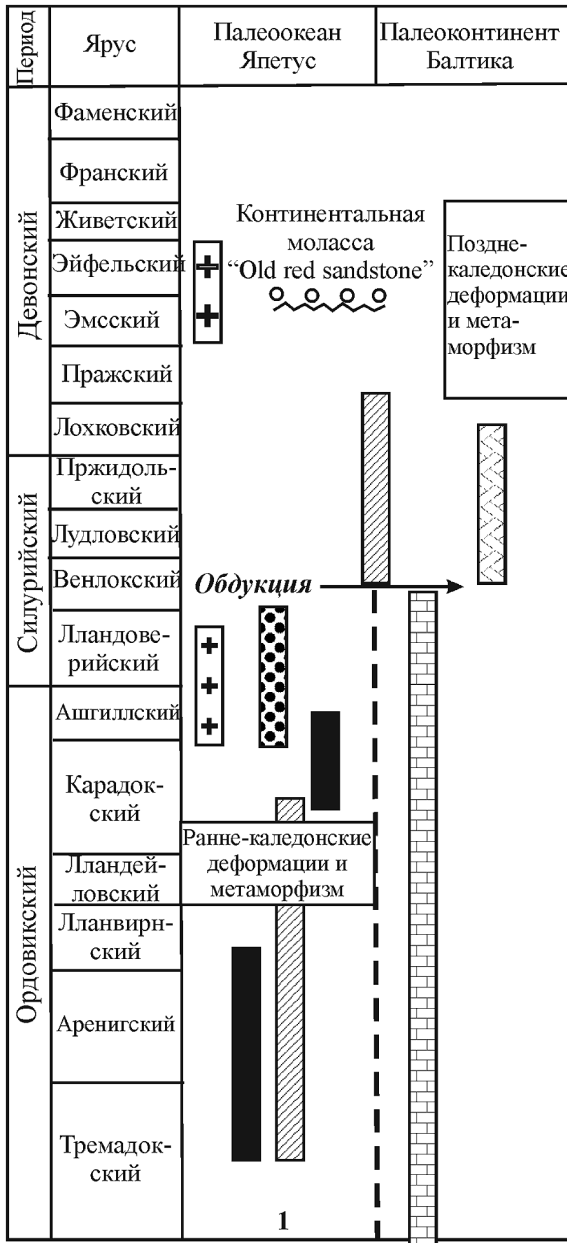 Период
Ярус
Палеоокеан
Япетус
Палеоконтинент
Балтика
Девонский
Фаменский
Франский
Живетский
Эйфельский
Эмсский
Пражский
Лохковский
Континентальная
моласса
“Old red sandstone”
Поздне-
каледонские
деформации
и мета-
морфизм
Силурийский
Пржидоль-
ский
Лудловский
Венлокский
Лландове-
рийский
Обдукция
Ордовикский
Ашгиллский
Карадок-
ский
Лландей-
ловский
Лланвирн-
ский
Аренигский
Тремадок-
ский
Ранне-каледонские
деформации и
метаморфизм
1